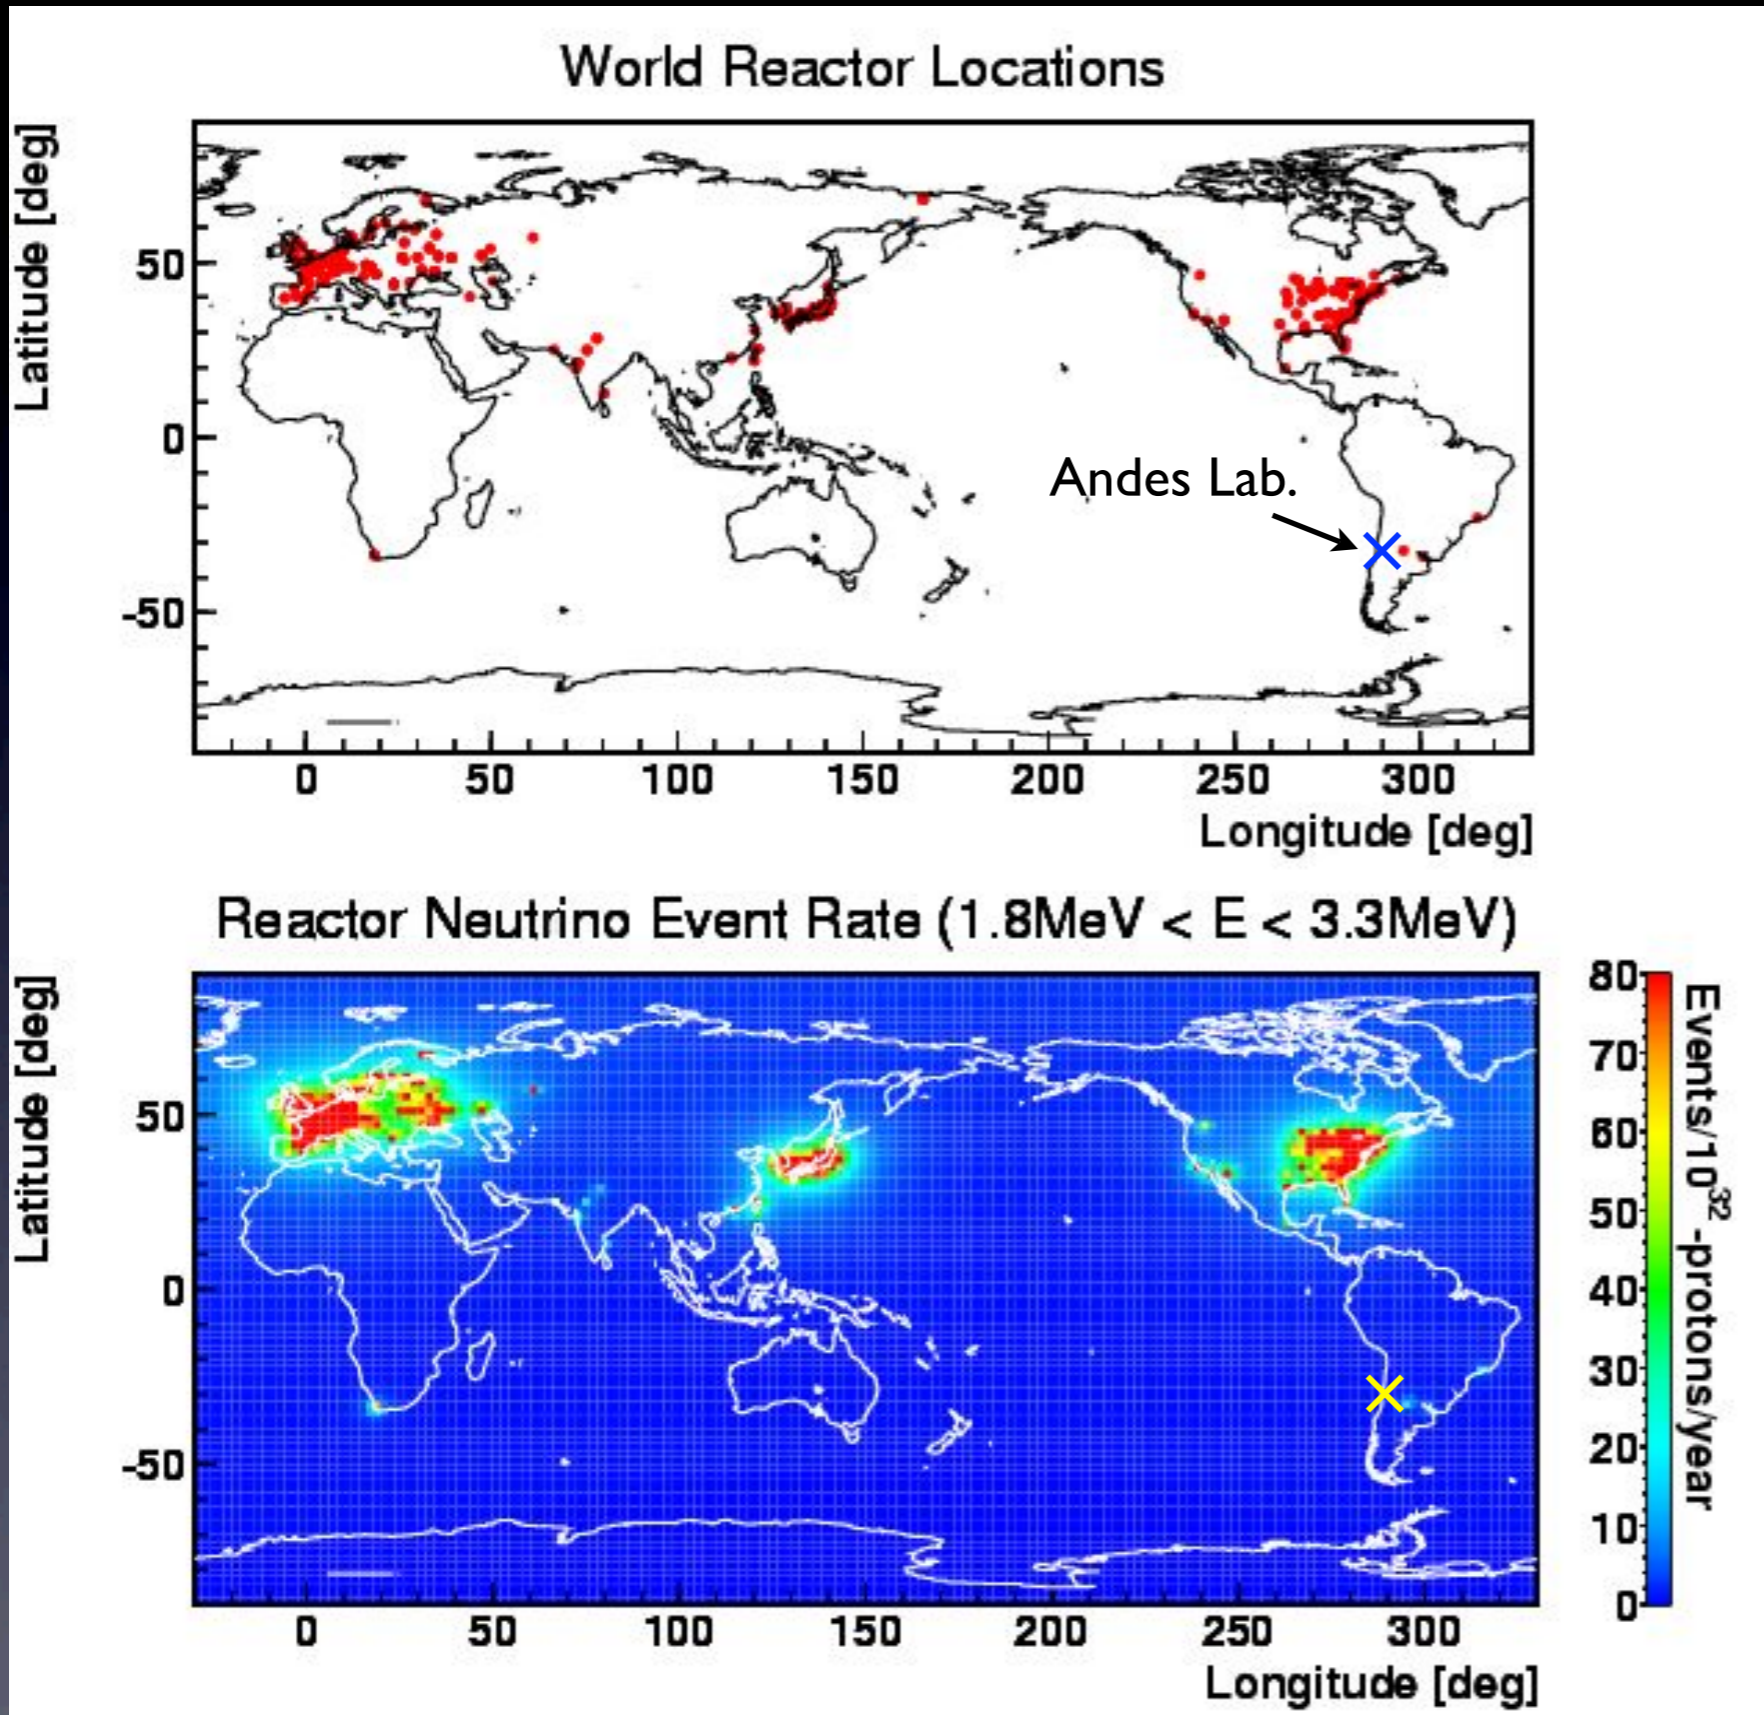 World Reactor Locations
Latitude [deg]
50
0
-50
Andes Lab.
0 50 100 150 200 250 300
Longitude [deg]
Reactor Neutrino Event Rate (1.8MeV < E < 3.3MeV)
Latitude [deg]
50
0
-50
0 50 100 150 200 250 300
Longitude [deg]
80
70
60
50
40
30
20
10
0
Events/10³² -protons/year